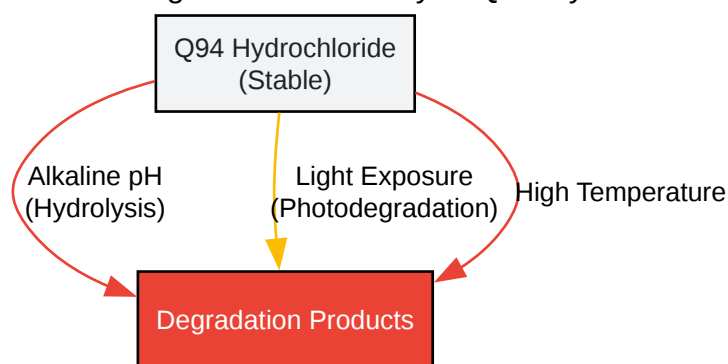 Q94 Hydrochloride
(Stable)
Alkaline pH
(Hydrolysis)
Light Exposure
(Photodegradation)
High Temperature
Degradation Products